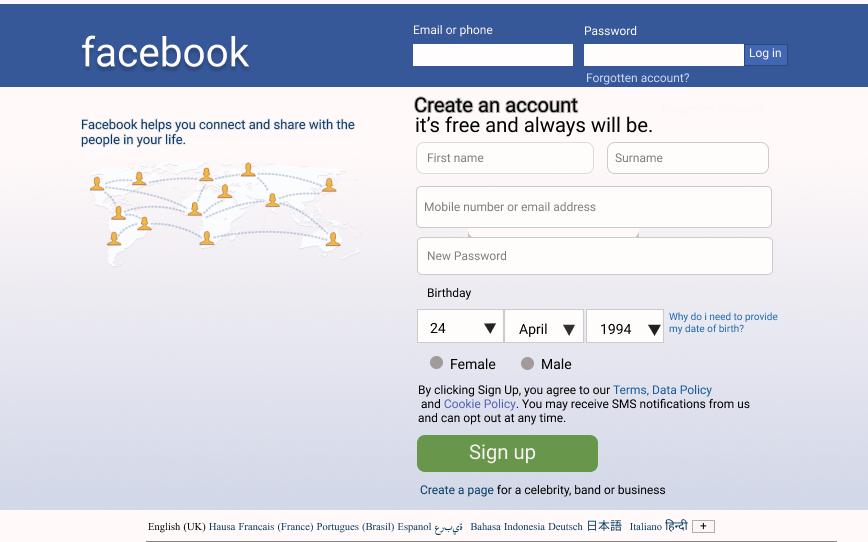 facebook
Email or phone
Password
Log in
Forgotten account?
Facebook helps you connect and share with the
people in your life.
Create an account
it's free and always will be.
First name
Surname
Mobile number or email address
New Password
Birthday
24
April
1994
Why do i need to provide
my date of birth?
Female
Male
By clicking Sign Up, you agree to our Terms, Data Policy
and Cookie Policy. You may receive SMS notifications from us
and can opt out at any time.
Sign up
Create a page for a celebrity, band or business
English (UK) Hausa Francais (France) Portugues (Brasil) Espanol Bahasa Indonesia Deutsch 日本語 Italiano हिन्दी +